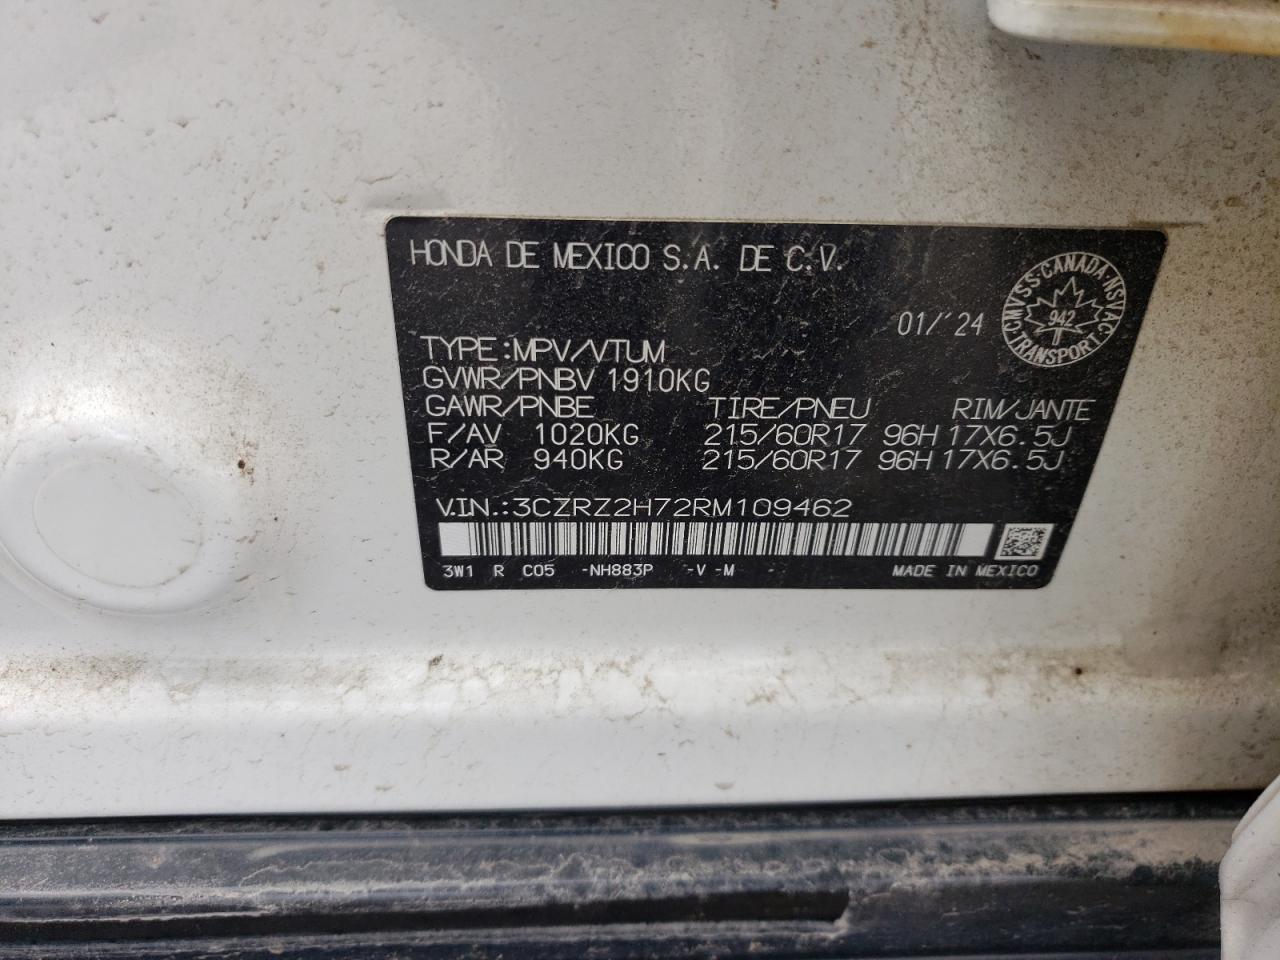 HONDA DE MEXICO S.A. DE C.V.
01/'24
CMVSS·CANADA·NSVAC·TRANSPORT·
942
TYPE:MPV/VTUM
GVWR/PNBV 1910KG
GAWR/PNBE TIRE/PNEU RIM/JANTE
F/AV 1020KG 215/60R17 96H 17X6.5J
R/AR 940KG 215/60R17 96H 17X6.5J
V.I.N.:3CZRZ2H72RM109462
3W1 R C05 -NH883P -V -M - MADE IN MEXICO